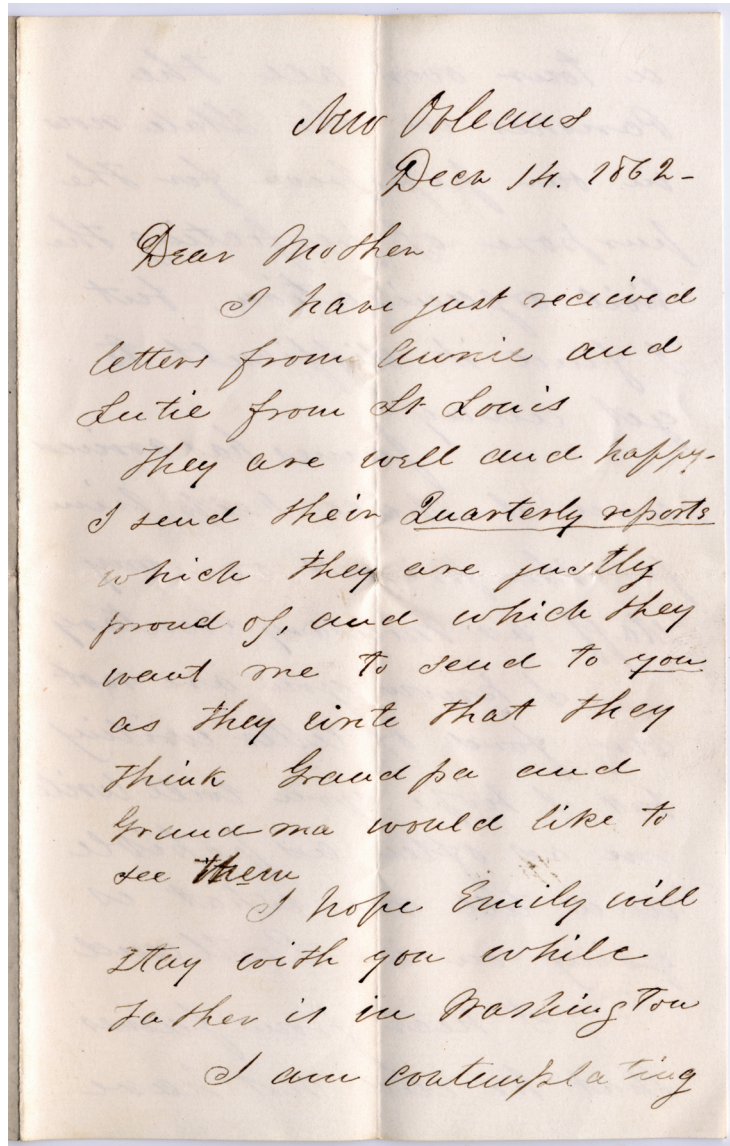 New Orleans
Decr 14. 1862-
Dear Mother
I have just recieved
letters from Annie and
Lutie from St Louis
They are well and happy-
I send their Quarterly reports
which they are justly
proud of, and which they
want me to send to you
as they write that they
think Grandpa and
Grandma would like to
see them
I hope Emily will
stay with you while
Father is in Washington
I am contemplating